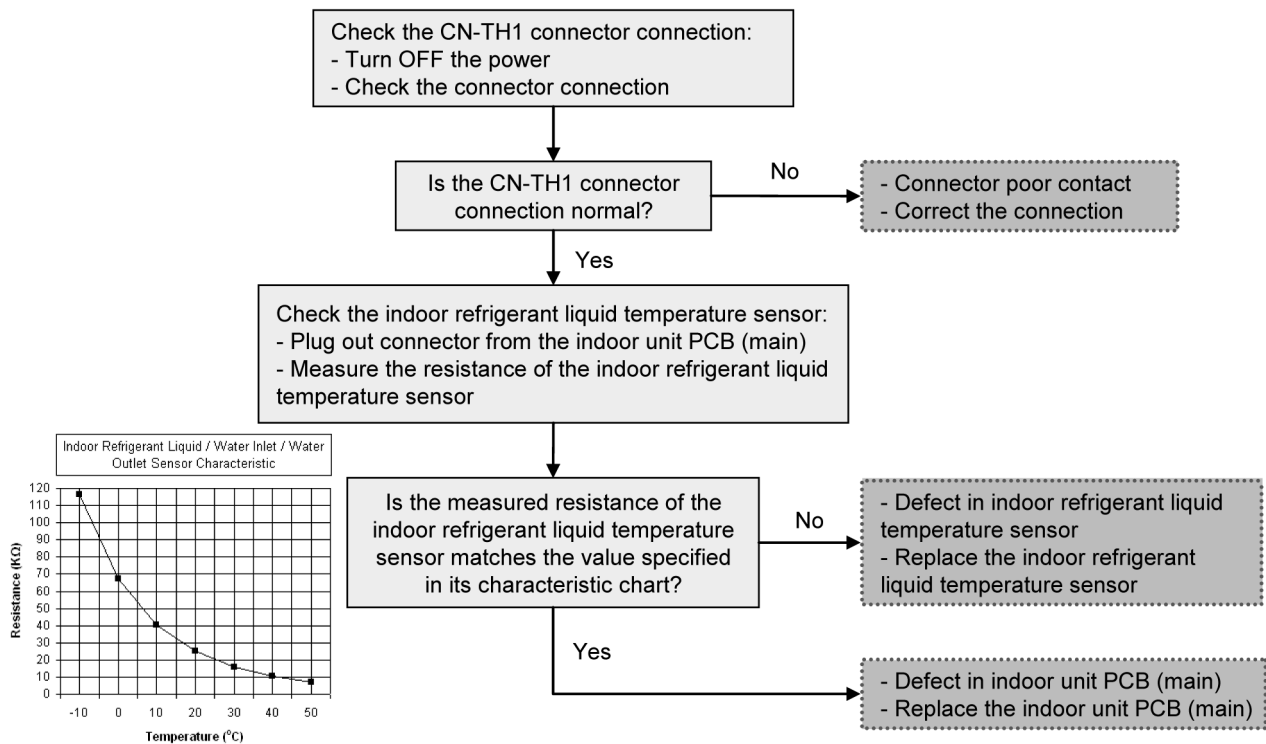 Check the CN-TH1 connector connection:
- Turn OFF the power
- Check the connector connection
Is the CN-TH1 connector
connection normal?
No
- Connector poor contact
- Correct the connection
Yes
Check the indoor refrigerant liquid temperature sensor:
- Plug out connector from the indoor unit PCB (main)
- Measure the resistance of the indoor refrigerant liquid
temperature sensor
Is the measured resistance of the
indoor refrigerant liquid temperature
sensor matches the value specified
in its characteristic chart?
No
- Defect in indoor refrigerant liquid
temperature sensor
- Replace the indoor refrigerant
liquid temperature sensor
Yes
- Defect in indoor unit PCB (main)
- Replace the indoor unit PCB (main)
Indoor Refrigerant Liquid / Water Inlet / Water
Outlet Sensor Characteristic
Resistance (KΩ)
120
110
100
90
80
70
60
50
40
30
20
10
0
-10 0 10 20 30 40 50
Temperature (°C)